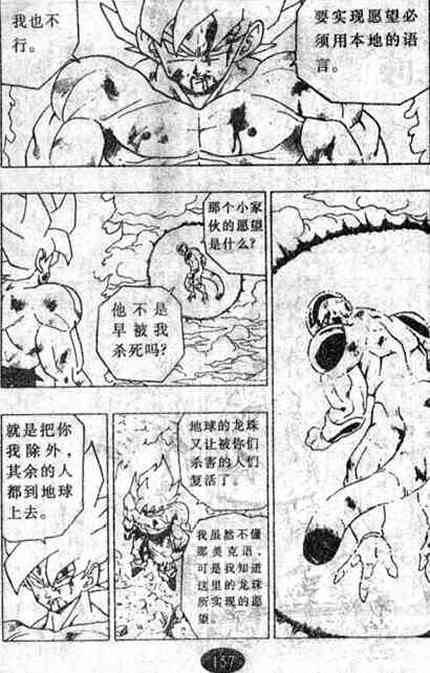 要实现愿望必
须用本地的语
言。
我也不
行。
那个小家
伙的愿望
是什么？
他不是
早被我
杀死吗？
地球的龙珠
又让被你们
杀害的人们
复活了。
我虽然不懂
那美克语，
可是我知道
这里的龙珠
所实现的愿
望。
就是把你
我除外，
其余的人
都到地球
上去。
157